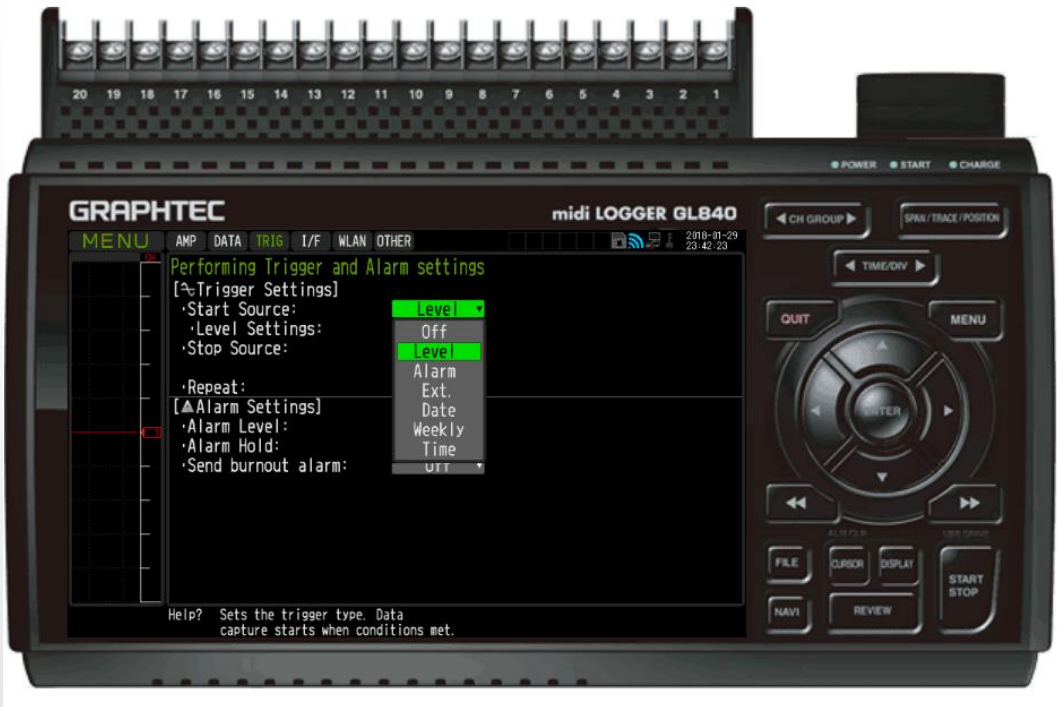 20 19 18 17 16 15 14 13 12 11 10 9 8 7 6 5 4 3 2 1
POWER START CHARGE
GRAPHTEC
midi LOGGER GL840
CH GROUP
SPAN/TRACE/POSITION
MENU AMP DATA TRIG I/F WLAN OTHER
2018-01-29
23:42:23
TIME/DIV
CH
Performing Trigger and Alarm settings
[Trigger Settings]
·Start Source: Level
·Level Settings:
·Stop Source:
·Repeat:
Off
Level
Alarm
Ext.
Date
Weekly
Time
[Alarm Settings]
·Alarm Level:
·Alarm Hold:
·Send burnout alarm: Off
Help? Sets the trigger type. Data
capture starts when conditions met.
QUIT
MENU
ENTER
ALM CLR
FILE
CURSOR
DISPLAY
START
STOP
NAVI
REVIEW